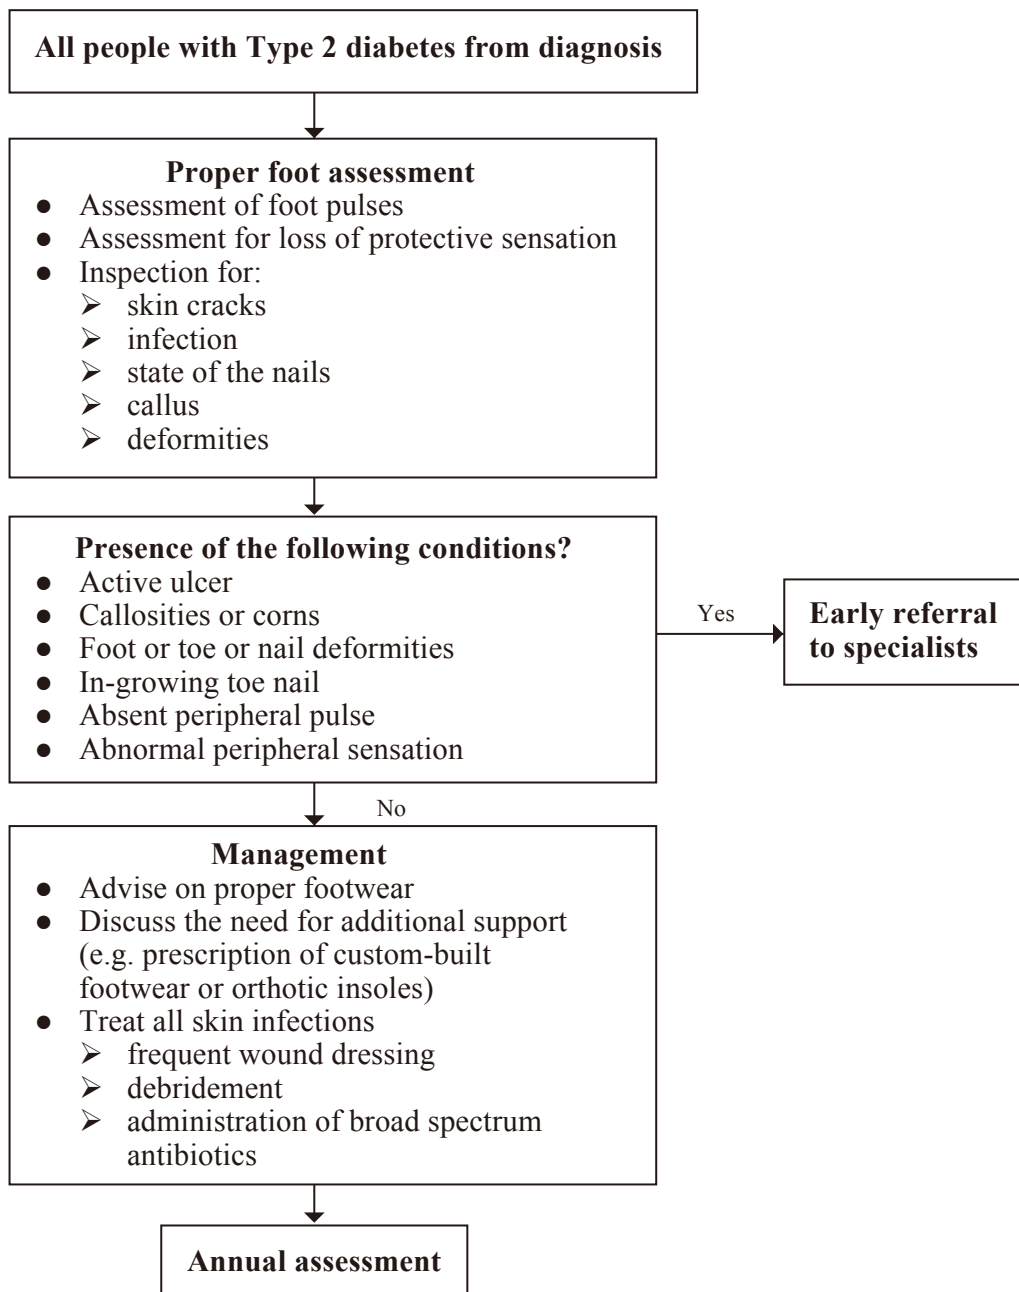 All people with Type 2 diabetes from diagnosis
Proper foot assessment
● Assessment of foot pulses
● Assessment for loss of protective sensation
● Inspection for:
➢ skin cracks
➢ infection
➢ state of the nails
➢ callus
➢ deformities
Presence of the following conditions?
● Active ulcer
● Callosities or corns
● Foot or toe or nail deformities
● In-growing toe nail
● Absent peripheral pulse
● Abnormal peripheral sensation
Yes
Early referral
to specialists
No
Management
● Advise on proper footwear
● Discuss the need for additional support
(e.g. prescription of custom-built
footwear or orthotic insoles)
● Treat all skin infections
➢ frequent wound dressing
➢ debridement
➢ administration of broad spectrum
antibiotics
Annual assessment